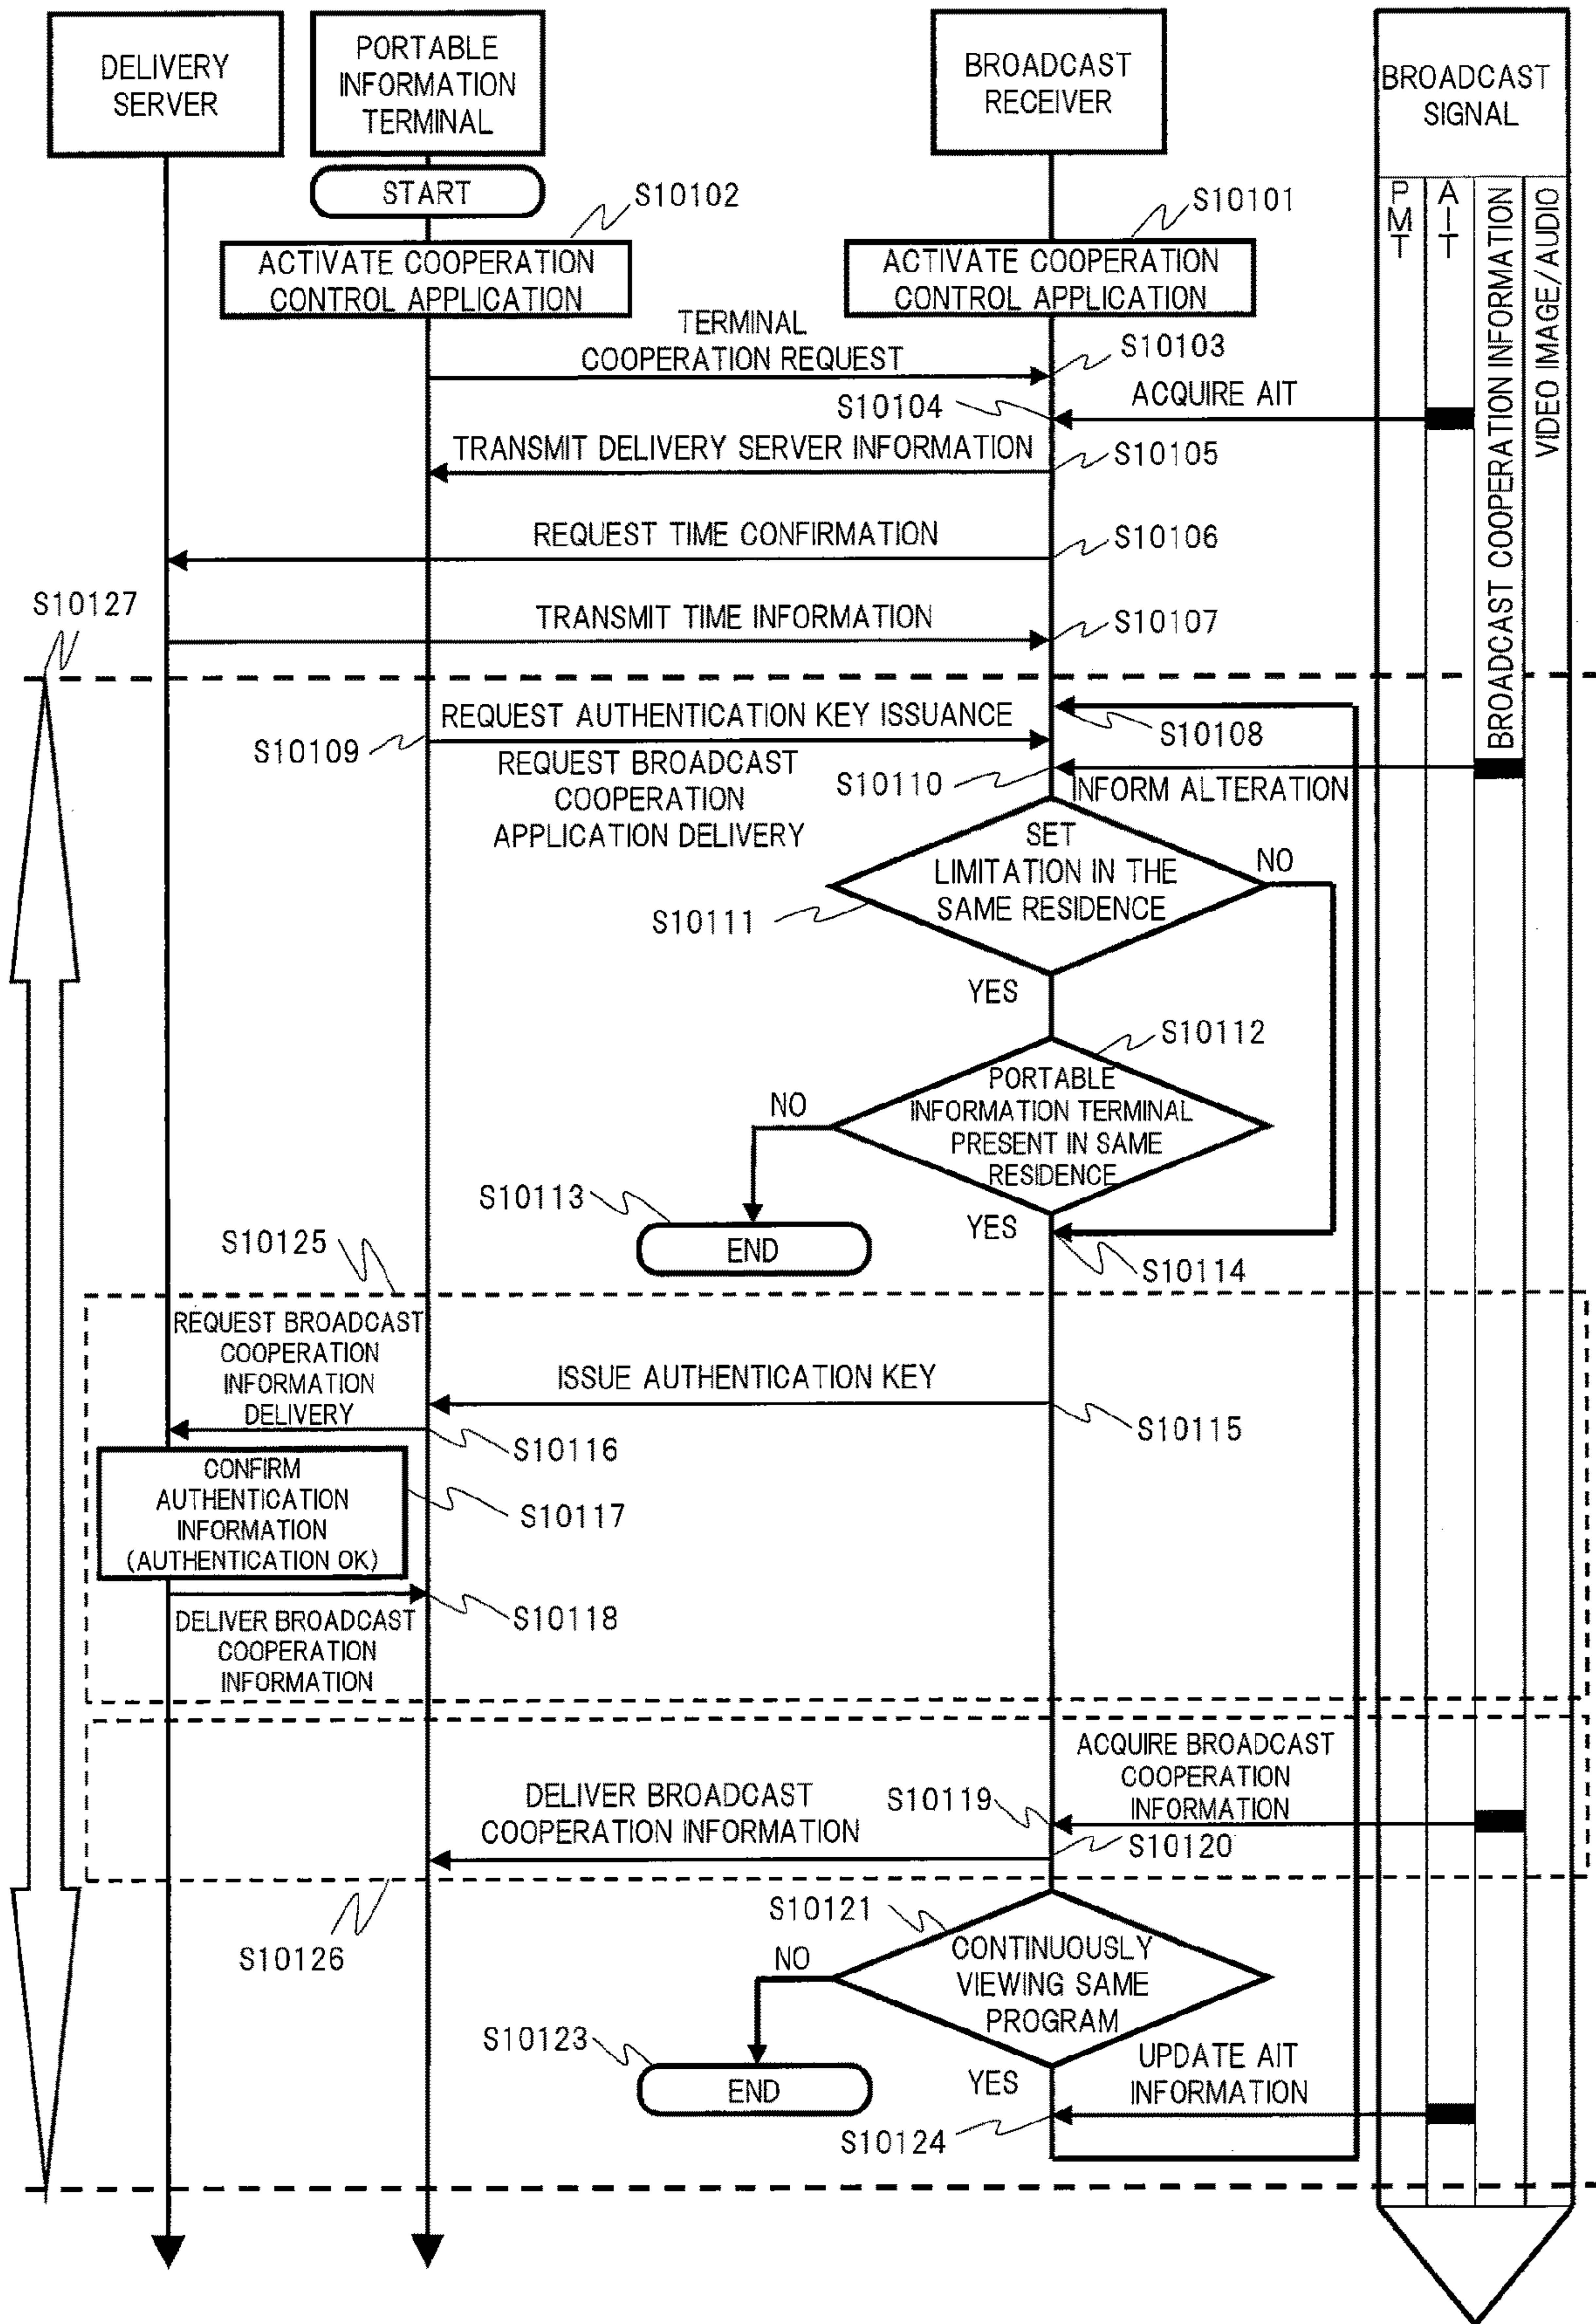 DELIVERY
SERVER
PORTABLE
INFORMATION
TERMINAL
BROADCAST
RECEIVER
BROADCAST
SIGNAL
START
S10102
S10101
PMT
AIT
BROADCAST COOPERATION INFORMATION
VIDEO IMAGE/AUDIO
ACTIVATE COOPERATION
CONTROL APPLICATION
ACTIVATE COOPERATION
CONTROL APPLICATION
TERMINAL
COOPERATION REQUEST
S10103
S10104
ACQUIRE AIT
TRANSMIT DELIVERY SERVER INFORMATION
S10105
REQUEST TIME CONFIRMATION
S10106
S10127
TRANSMIT TIME INFORMATION
S10107
REQUEST AUTHENTICATION KEY ISSUANCE
S10108
S10109
REQUEST BROADCAST
COOPERATION
APPLICATION DELIVERY
S10110
INFORM ALTERATION
SET
LIMITATION IN THE
SAME RESIDENCE
NO
S10111
YES
S10112
PORTABLE
INFORMATION TERMINAL
PRESENT IN SAME
RESIDENCE
NO
S10113
YES
END
S10114
S10125
REQUEST BROADCAST
COOPERATION
INFORMATION
DELIVERY
ISSUE AUTHENTICATION KEY
S10115
S10116
CONFIRM
AUTHENTICATION
INFORMATION
(AUTHENTICATION OK)
S10117
S10118
DELIVER BROADCAST
COOPERATION
INFORMATION
ACQUIRE BROADCAST
COOPERATION
INFORMATION
S10119
DELIVER BROADCAST
COOPERATION INFORMATION
S10120
S10121
S10126
CONTINUOUSLY
VIEWING SAME
PROGRAM
NO
S10123
END
YES
UPDATE AIT
INFORMATION
S10124